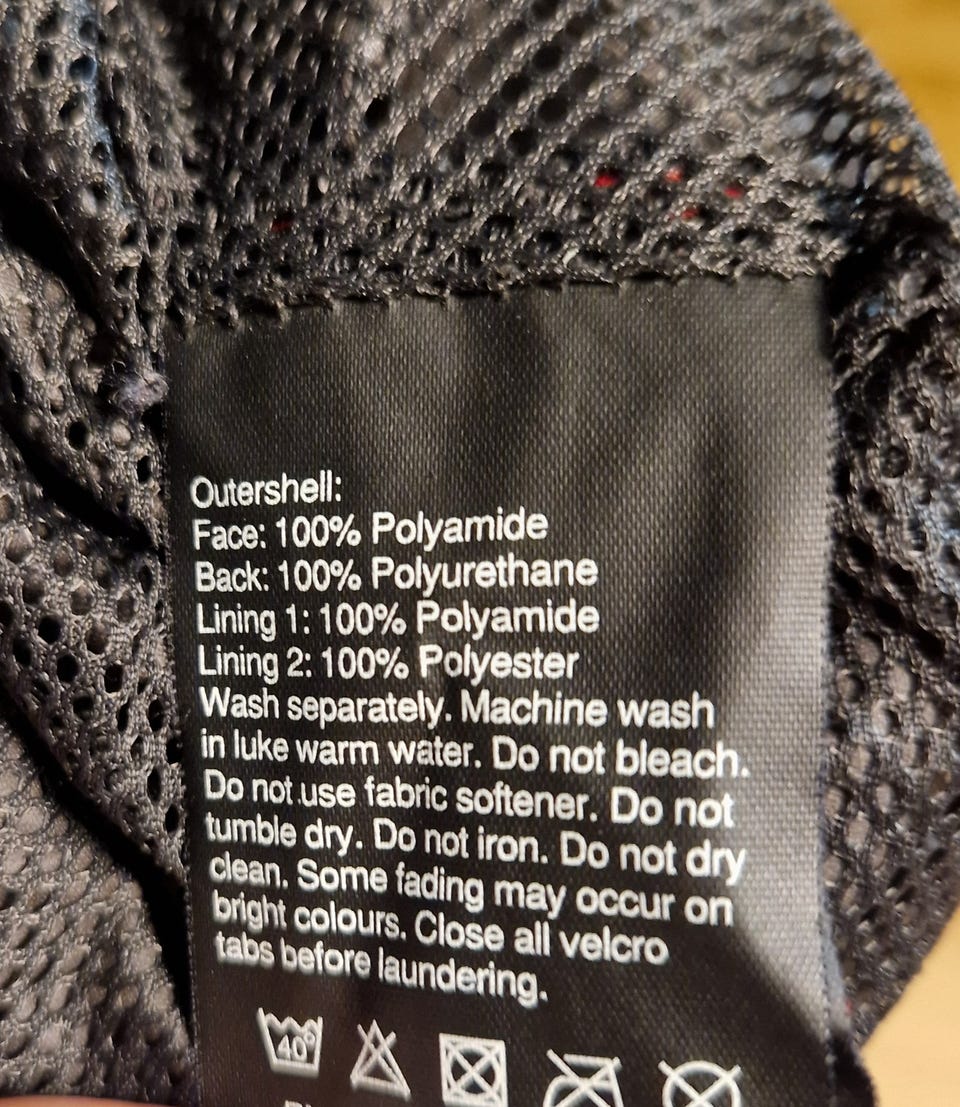 Outershell:
Face: 100% Polyamide
Back: 100% Polyurethane
Lining 1: 100% Polyamide
Lining 2: 100% Polyester
Wash separately. Machine wash
in luke warm water. Do not bleach.
Do not use fabric softener. Do not
tumble dry. Do not iron. Do not dry
clean. Some fading may occur on
bright colours. Close all velcro
tabs before laundering.
40°